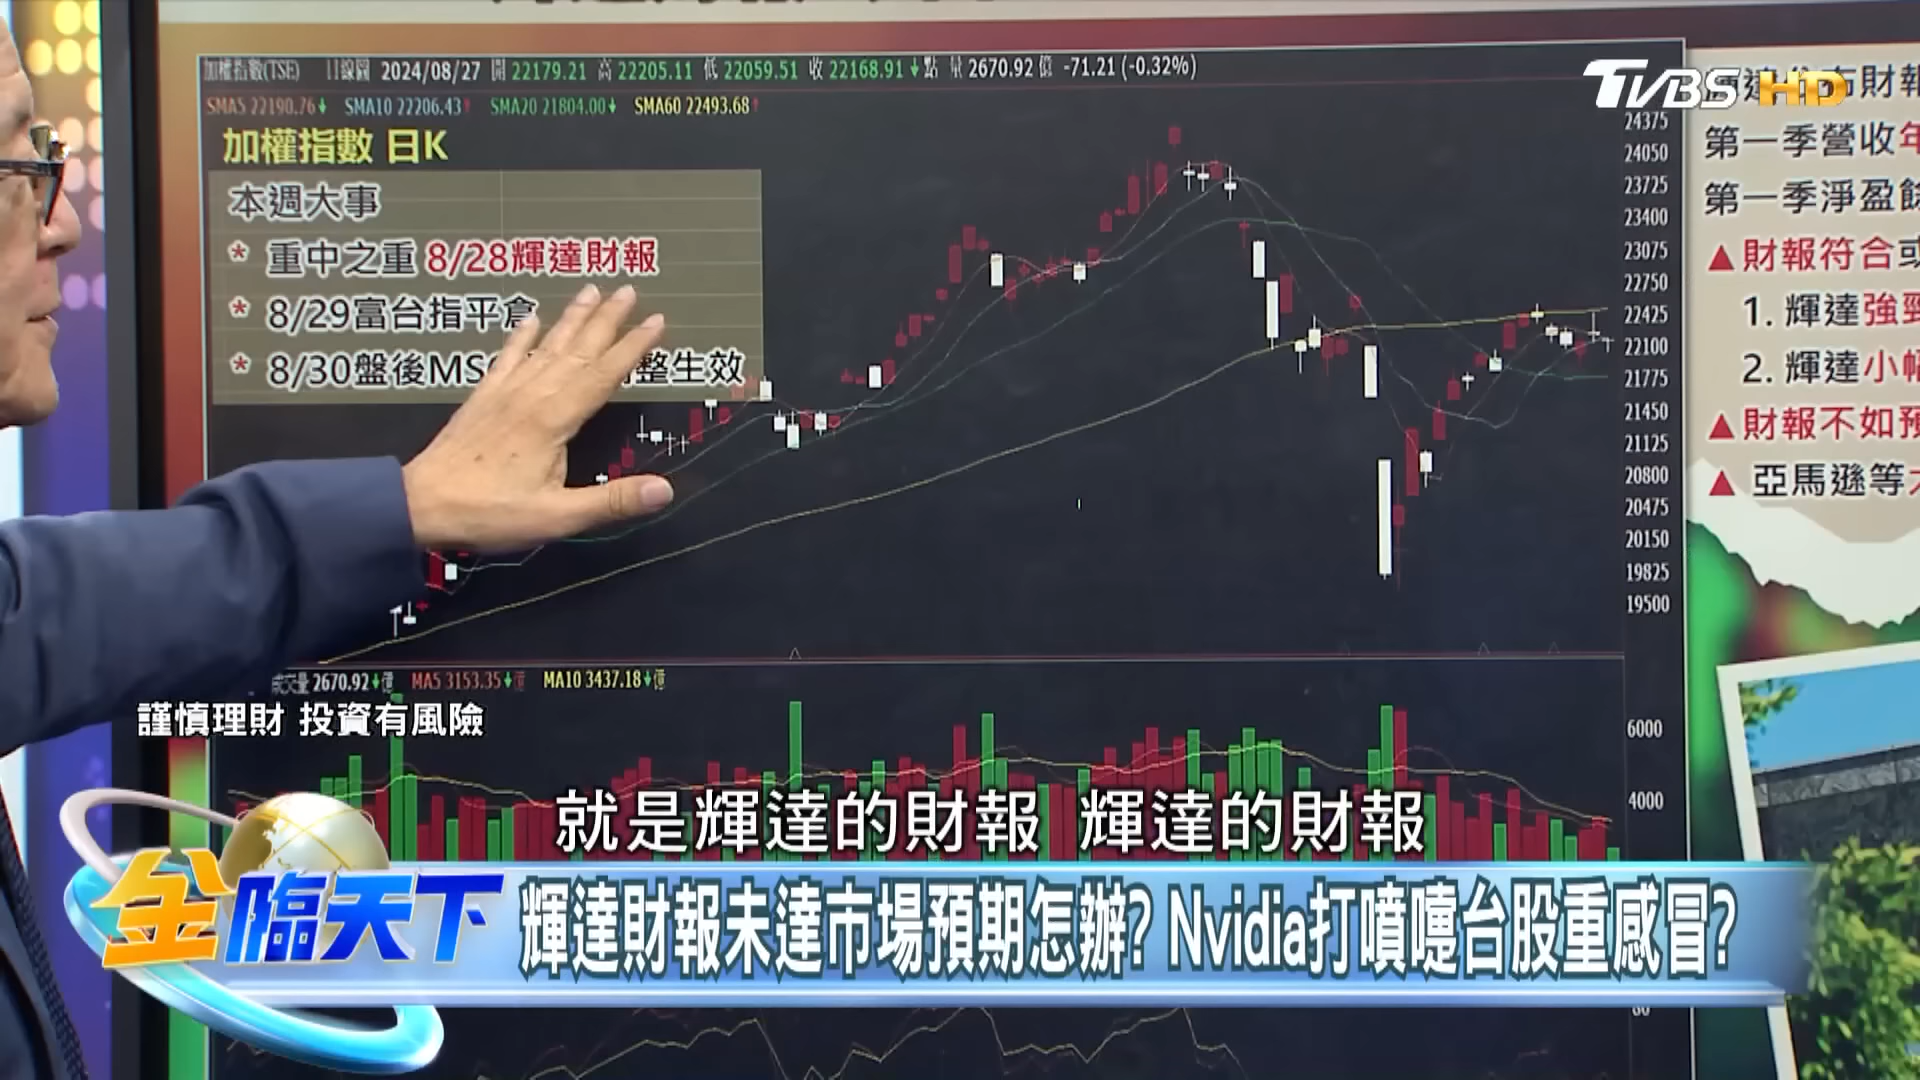 TVBS HD
加權指數(TSE) 日線圖 2024/08/27 開 22179.21 高 22205.11 低 22059.51 收 22168.91↓點 量 2670.92 億 -71.21 (-0.32%)
SMA5 22190.76↓ SMA10 22206.43↑ SMA20 21804.00↓ SMA60 22493.68↑
加權指數 日K
本週大事
* 重中之重 8/28輝達財報
* 8/29富台指平倉
* 8/30盤後MSC 整生效
24375
24050
23725
23400
23075
22750
22425
22100
21775
21450
21125
20800
20475
20150
19825
19500
財報
第一季營收年
第一季淨盈餘
▲財報符合或
1. 輝達強勁
2. 輝達小幅
▲財報不如預
▲亞馬遜等
成交量 2670.92↓億 MA5 3153.35↓億 MA10 3437.18↓億
6000
4000
80
謹慎理財 投資有風險
就是輝達的財報 輝達的財報
金臨天下
輝達財報未達市場預期怎辦? Nvidia打噴嚏台股重感冒?